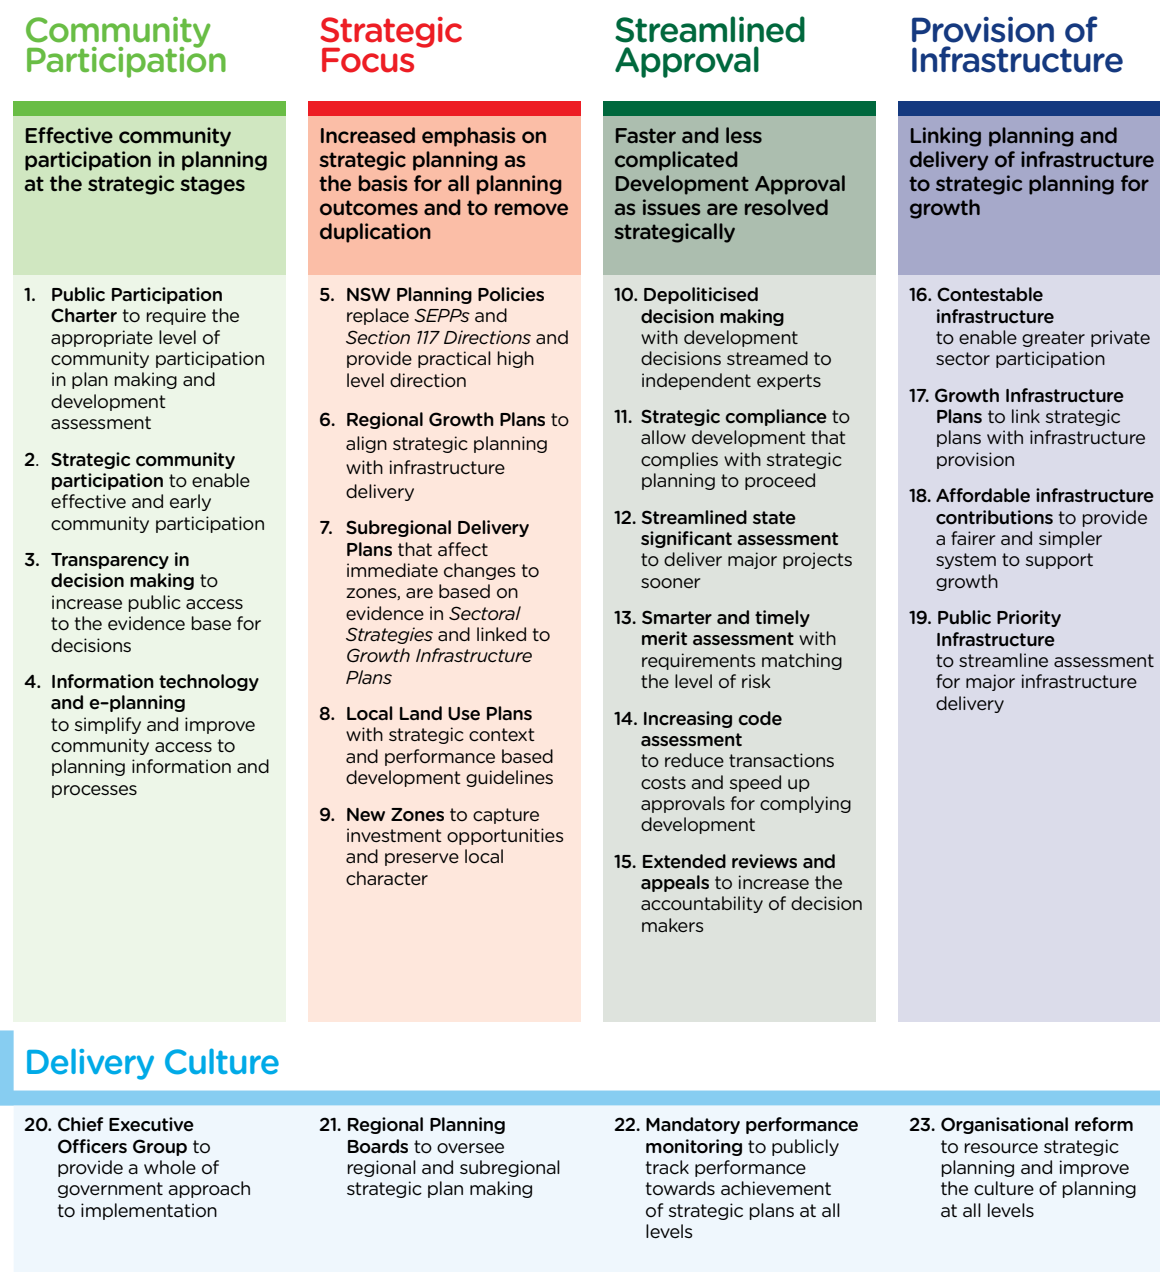 Community
Participation
Effective community
participation in planning
at the strategic stages
1. Public Participation
Charter to require the
appropriate level of
community participation
in plan making and
development
assessment
2. Strategic community
participation to enable
effective and early
community participation
3. Transparency in
decision making to
increase public access
to the evidence base for
decisions
4. Information technology
and e–planning
to simplify and improve
community access to
planning information and
processes
Strategic
Focus
Increased emphasis on
strategic planning as
the basis for all planning
outcomes and to remove
duplication
5. NSW Planning Policies
replace SEPPs and
Section 117 Directions and
provide practical high
level direction
6. Regional Growth Plans to
align strategic planning
with infrastructure
delivery
7. Subregional Delivery
Plans that affect
immediate changes to
zones, are based on
evidence in Sectoral
Strategies and linked to
Growth Infrastructure
Plans
8. Local Land Use Plans
with strategic context
and performance based
development guidelines
9. New Zones to capture
investment opportunities
and preserve local
character
Streamlined
Approval
Faster and less
complicated
Development Approval
as issues are resolved
strategically
10. Depoliticised
decision making
with development
decisions streamed to
independent experts
11. Strategic compliance to
allow development that
complies with strategic
planning to proceed
12. Streamlined state
significant assessment
to deliver major projects
sooner
13. Smarter and timely
merit assessment with
requirements matching
the level of risk
14. Increasing code
assessment
to reduce transactions
costs and speed up
approvals for complying
development
15. Extended reviews and
appeals to increase the
accountability of decision
makers
Provision of
Infrastructure
Linking planning and
delivery of infrastructure
to strategic planning for
growth
16. Contestable
infrastructure
to enable greater private
sector participation
17. Growth Infrastructure
Plans to link strategic
plans with infrastructure
provision
18. Affordable infrastructure
contributions to provide
a fairer and simpler
system to support
growth
19. Public Priority
Infrastructure
to streamline assessment
for major infrastructure
delivery
Delivery Culture
20. Chief Executive
Officers Group to
provide a whole of
government approach
to implementation
21. Regional Planning
Boards to oversee
regional and subregional
strategic plan making
22. Mandatory performance
monitoring to publicly
track performance
towards achievement
of strategic plans at all
levels
23. Organisational reform
to resource strategic
planning and improve
the culture of planning
at all levels